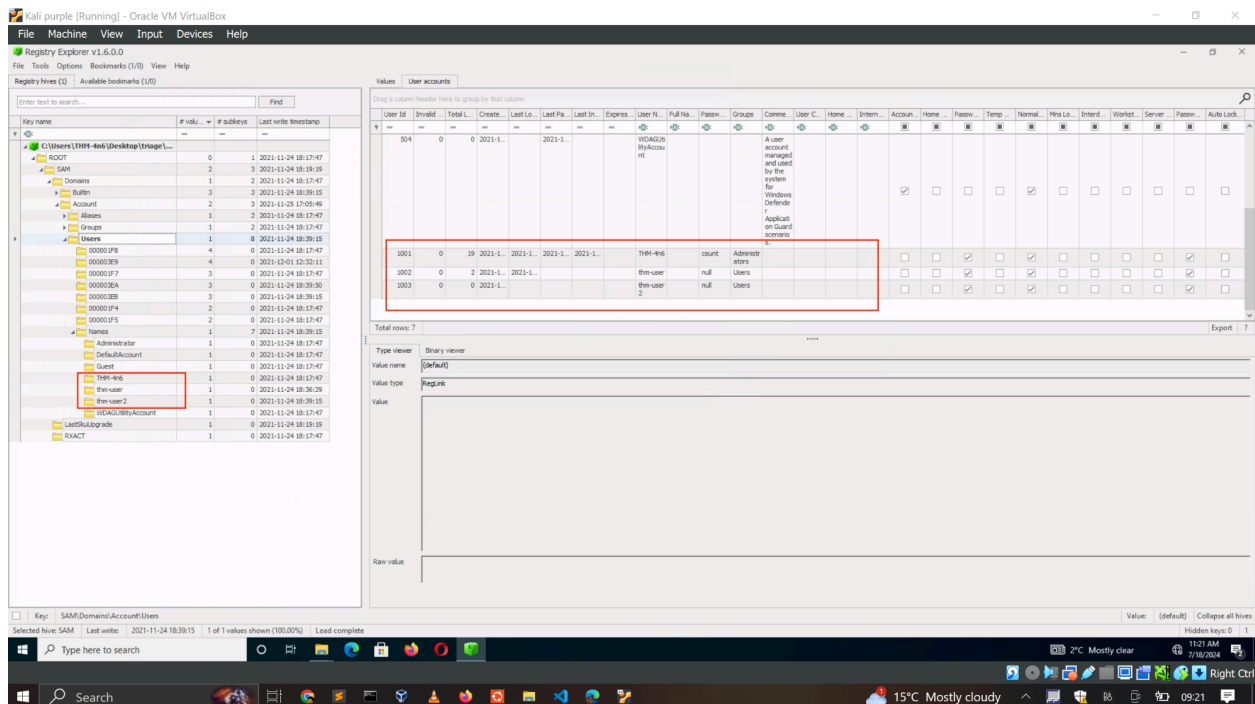 Kali purple [Running] - Oracle VM VirtualBox
File Machine View Input Devices Help
Registry Explorer v1.6.0.0
File Tools Options Bookmarks (1/0) View Help
Registry hives (1) Available bookmarks (1/0)
Enter text to search... Find
Key name # valu... # subkeys Last write timestamp
C:\Users\THM-4n6\Desktop\triage\...
ROOT 0 1 2021-11-24 18:17:47
SAM 2 3 2021-11-24 18:19:19
Domains 1 2 2021-11-24 18:17:47
Builtin 3 3 2021-11-24 18:39:15
Account 2 3 2021-11-25 17:05:49
Aliases 1 2 2021-11-24 18:17:47
Groups 1 2 2021-11-24 18:17:47
Users 1 8 2021-11-24 18:39:15
000001F8 4 0 2021-11-24 18:17:47
000003E9 4 0 2021-12-01 12:32:11
000001F7 3 0 2021-11-24 18:17:47
000003EA 3 0 2021-11-24 18:39:50
000003EB 3 0 2021-11-24 18:39:15
000001F4 2 0 2021-11-24 18:17:47
000001F5 2 0 2021-11-24 18:17:47
Names 1 7 2021-11-24 18:39:15
Administrator 1 0 2021-11-24 18:17:47
DefaultAccount 1 0 2021-11-24 18:17:47
Guest 1 0 2021-11-24 18:17:47
THM-4n6 1 0 2021-11-24 18:17:47
thm-user 1 0 2021-11-24 18:36:29
thm-user2 1 0 2021-11-24 18:39:15
WDAGUtilityAccount 1 0 2021-11-24 18:17:47
LastSkuUpgrade 1 0 2021-11-24 18:19:19
RXACT 1 0 2021-11-24 18:17:47
Values User accounts
Drag a column header here to group by that column
User Id Invalid ... Total L... Create... Last Lo... Last Pa... Last In... Expires... User N... Full Na... Passw... Groups Comme... User C... Home ... Intern... Accoun... Home ... Passw... Temp ... Normal... Mns Lo... Interd... Workst... Server ... Passw... Auto Lock...
504 0 0 2021-1... 2021-1... WDAGUti A user
lityAccou account
nt managed
and used
by the
system
for
Windows
Defende
r
Applicati
on Guard
scenario
s.
1001 0 19 2021-1... 2021-1... 2021-1... 2021-1... THM-4n6 count Administr
ators
1002 0 2 2021-1... 2021-1... thm-user null Users
1003 0 0 2021-1... thm-user null Users
2
Total rows: 7 Export ?
Type viewer Binary viewer
Value name (default)
Value type RegLink
Value
Raw value
Key: SAM\Domains\Account\Users Value: (default) Collapse all hives
Selected hive: SAM Last write: 2021-11-24 18:39:15 1 of 1 values shown (100.00%) Load complete Hidden keys: 0 1
Type here to search 2°C Mostly clear 11:21 AM
7/18/2024
Right Ctrl
Search 15°C Mostly cloudy 09:21